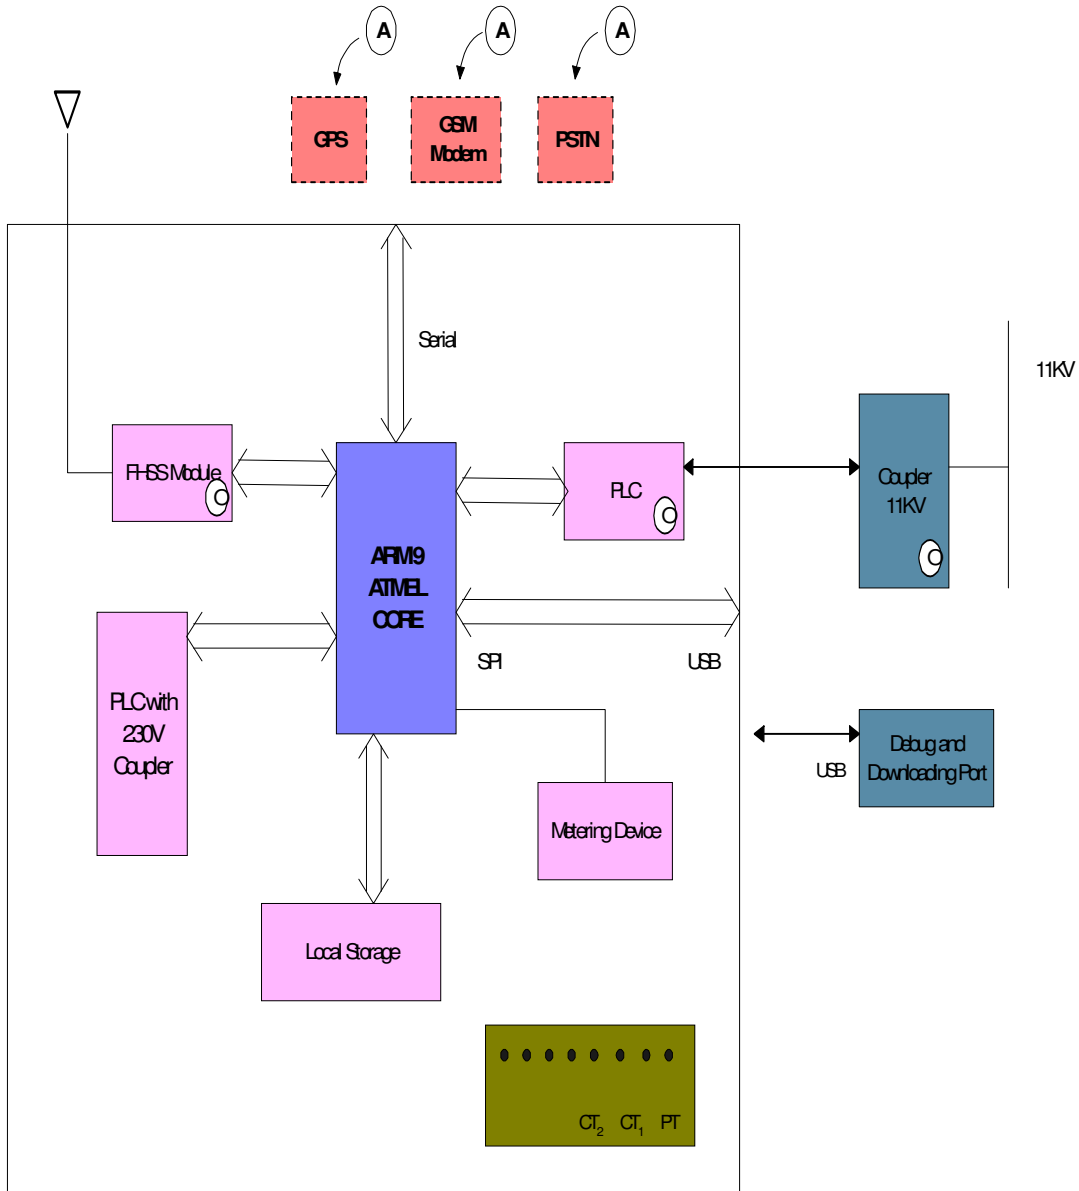 A
A
A
GPS
GSM
Modem
PSTN
Serial
11KV
FHSS Module
O
PLC
O
Coupler
11KV
O
ARM9
ATMEL
CORE
SPI
USB
PLC with
230V
Coupler
Debug and
Downloading Port
USB
Metering Device
Local Storage
CT2 CT1 PT